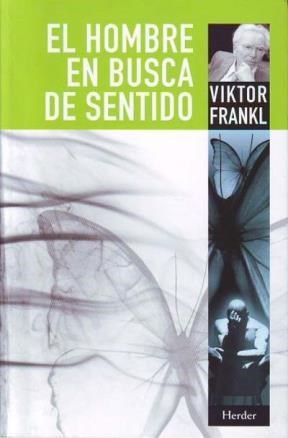 EL HOMBRE
EN BUSCA
DE SENTIDO
VIKTOR
FRANKL
Herder